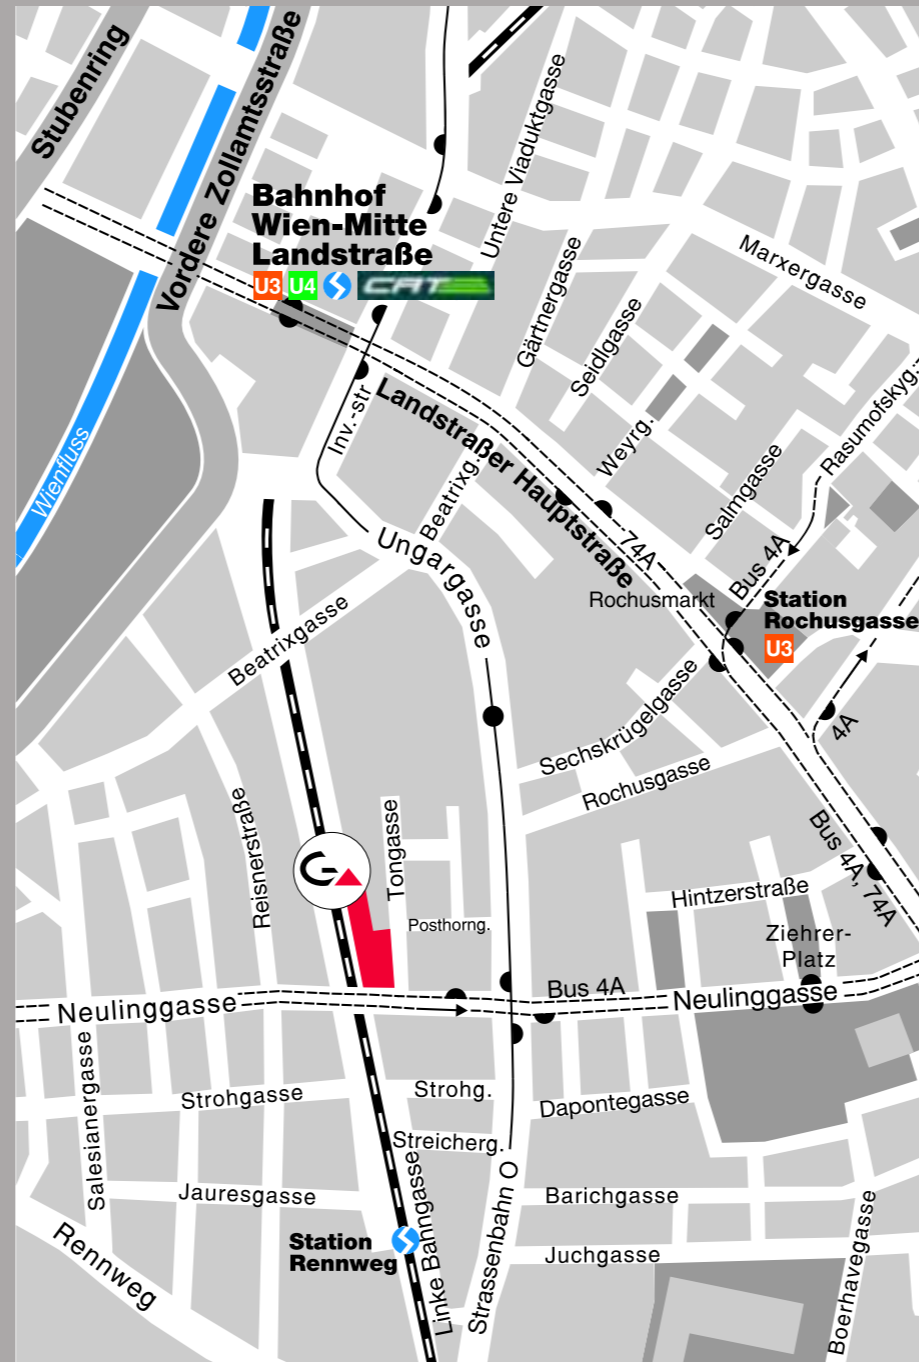 Stubenring
Vordere Zollamtsstraße
Bahnhof
Wien-Mitte
Landstraße
U3 U4 CAT
Untere Viaduktgasse
Marxergasse
Gärtnergasse
Seidlgasse
Rasumofskyg.
Wienfluss
Inv.-str
Landstraßer Hauptstraße
Weyrg.
Beatrixg.
Salmgasse
Ungargasse
74A
Bus 4A
Rochusmarkt
Station
Rochusgasse
U3
Beatrixgasse
Sechskrügelgasse
4A
Rochusgasse
Reisnerstraße
Tongasse
Bus 4A, 74A
Hintzerstraße
Posthorng.
Ziehrer-
Platz
Neulinggasse
Bus 4A
Neulinggasse
Salesianergasse
Strohgasse
Strohg.
Dapontegasse
Streicherg.
Jauresgasse
Barichgasse
Rennweg
Station
Rennweg
Linke Bahngasse
Strassenbahn O
Juchgasse
Boerhavegasse